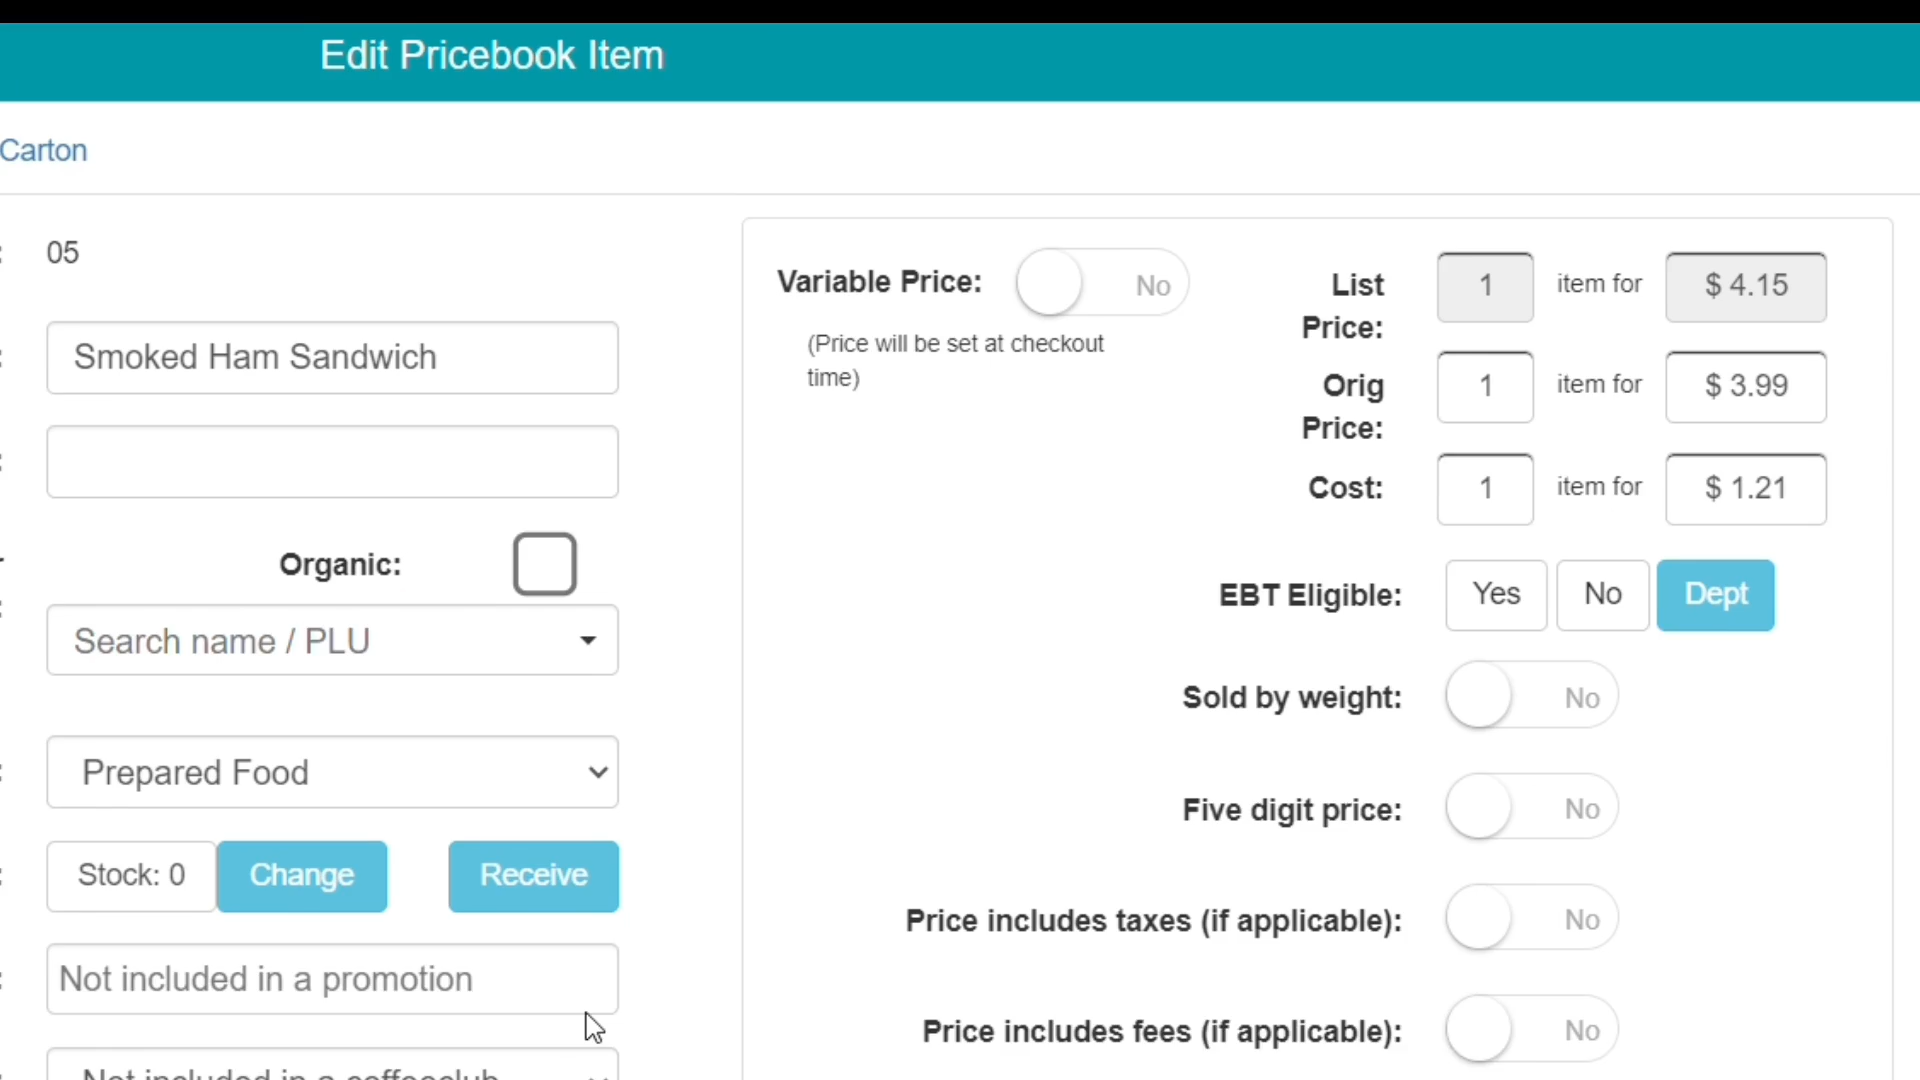 Edit Pricebook Item
Carton
05
Smoked Ham Sandwich
Organic:
Search name / PLU
Prepared Food
Stock: 0 Change Receive
Not included in a promotion
Not included in a coffeeclub
Variable Price: No
(Price will be set at checkout
time)
List
Price: 1 item for $ 4.15
Orig
Price: 1 item for $ 3.99
Cost: 1 item for $ 1.21
EBT Eligible: Yes No Dept
Sold by weight: No
Five digit price: No
Price includes taxes (if applicable): No
Price includes fees (if applicable): No